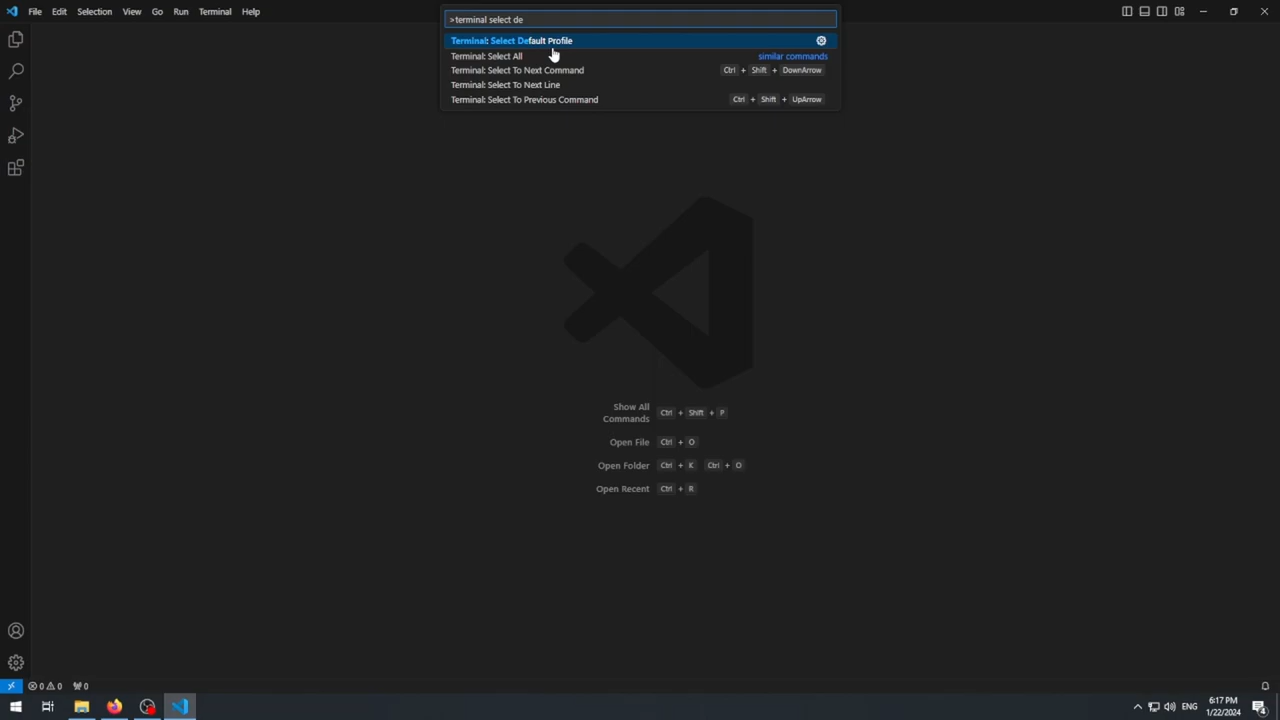 File Edit Selection View Go Run Terminal Help
>terminal select de
Terminal: Select Default Profile
Terminal: Select All similar commands
Terminal: Select To Next Command Ctrl + Shift + DownArrow
Terminal: Select To Next Line
Terminal: Select To Previous Command Ctrl + Shift + UpArrow
Show All
Commands Ctrl + Shift + P
Open File Ctrl + O
Open Folder Ctrl + K Ctrl + O
Open Recent Ctrl + R
0 0 0
ENG 6:17 PM
1/22/2024 4